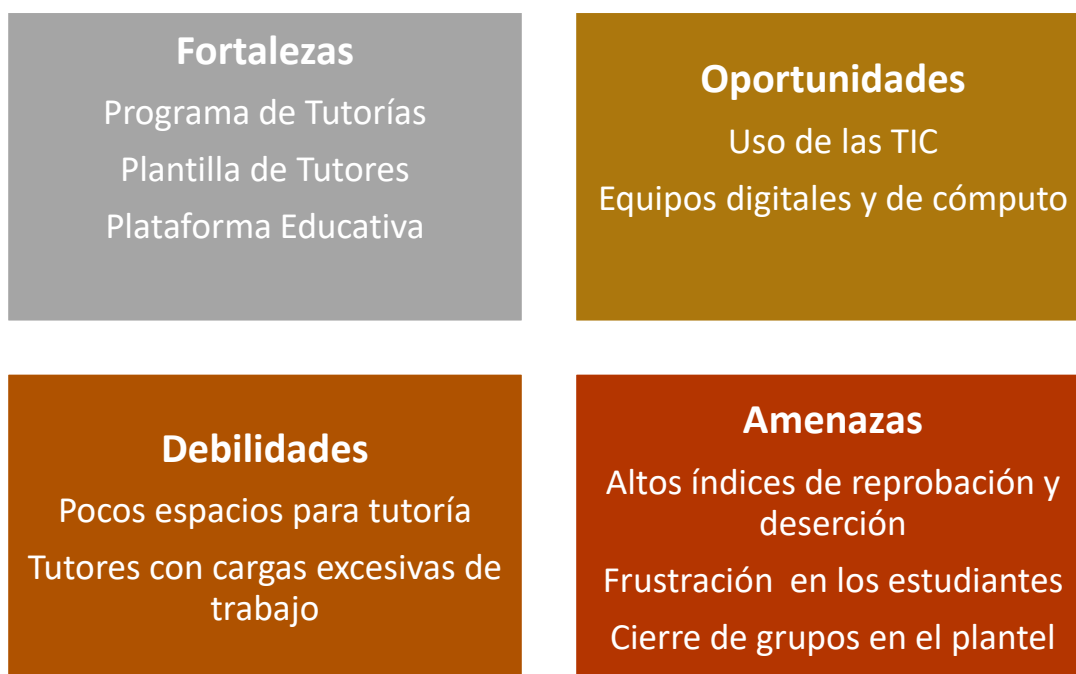 Fortalezas
Programa de Tutorías
Plantilla de Tutores
Plataforma Educativa
Oportunidades
Uso de las TIC
Equipos digitales y de cómputo
Debilidades
Pocos espacios para tutoría
Tutores con cargas excesivas de
trabajo
Amenazas
Altos índices de reprobación y
deserción
Frustración  en los estudiantes
Cierre de grupos en el plantel